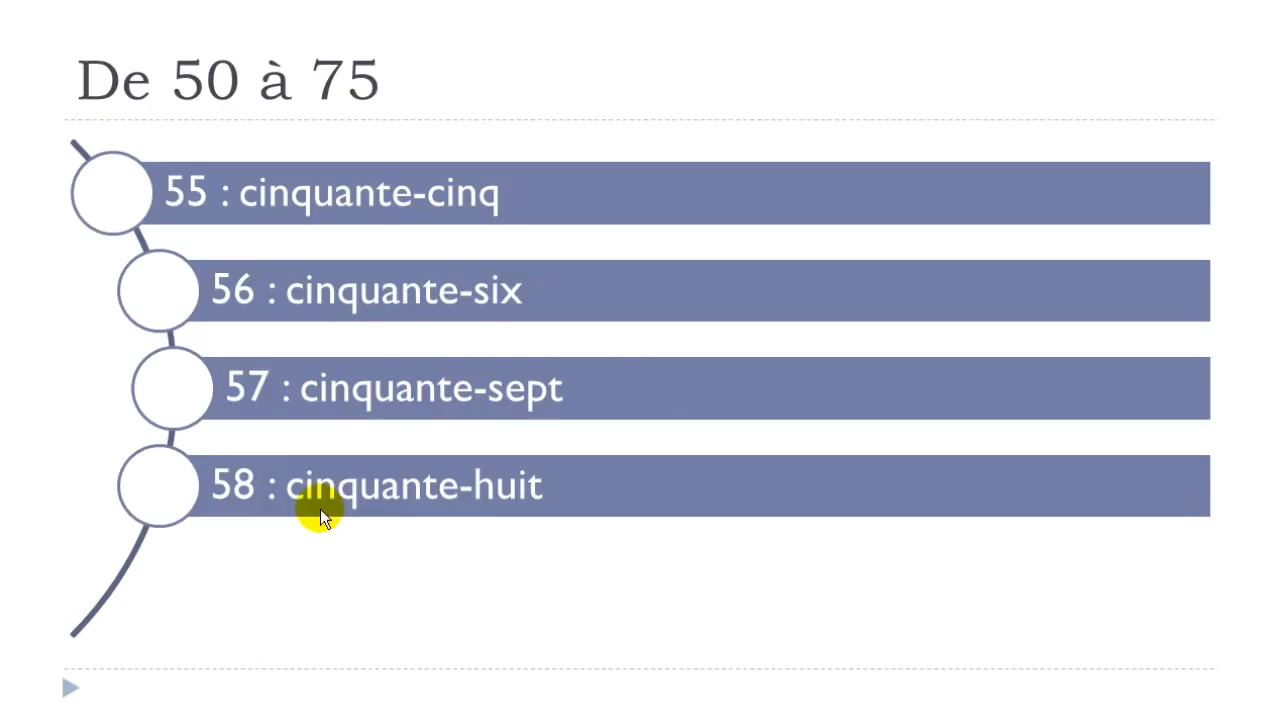 De 50 à 75
55 : cinquante-cinq
56 : cinquante-six
57 : cinquante-sept
58 : cinquante-huit